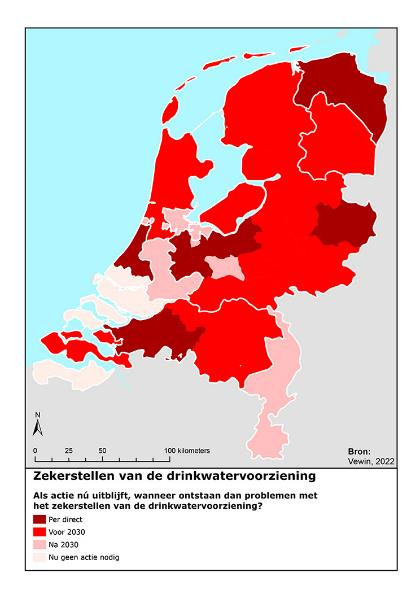 N
0 25 50 100 kilometers
Bron:
Vewin, 2022
Zekerstellen van de drinkwatervoorziening
Als actie nú uitblijft, wanneer ontstaan dan problemen met
het zekerstellen van de drinkwatervoorziening?
Per direct
Voor 2030
Na 2030
Nu geen actie nodig